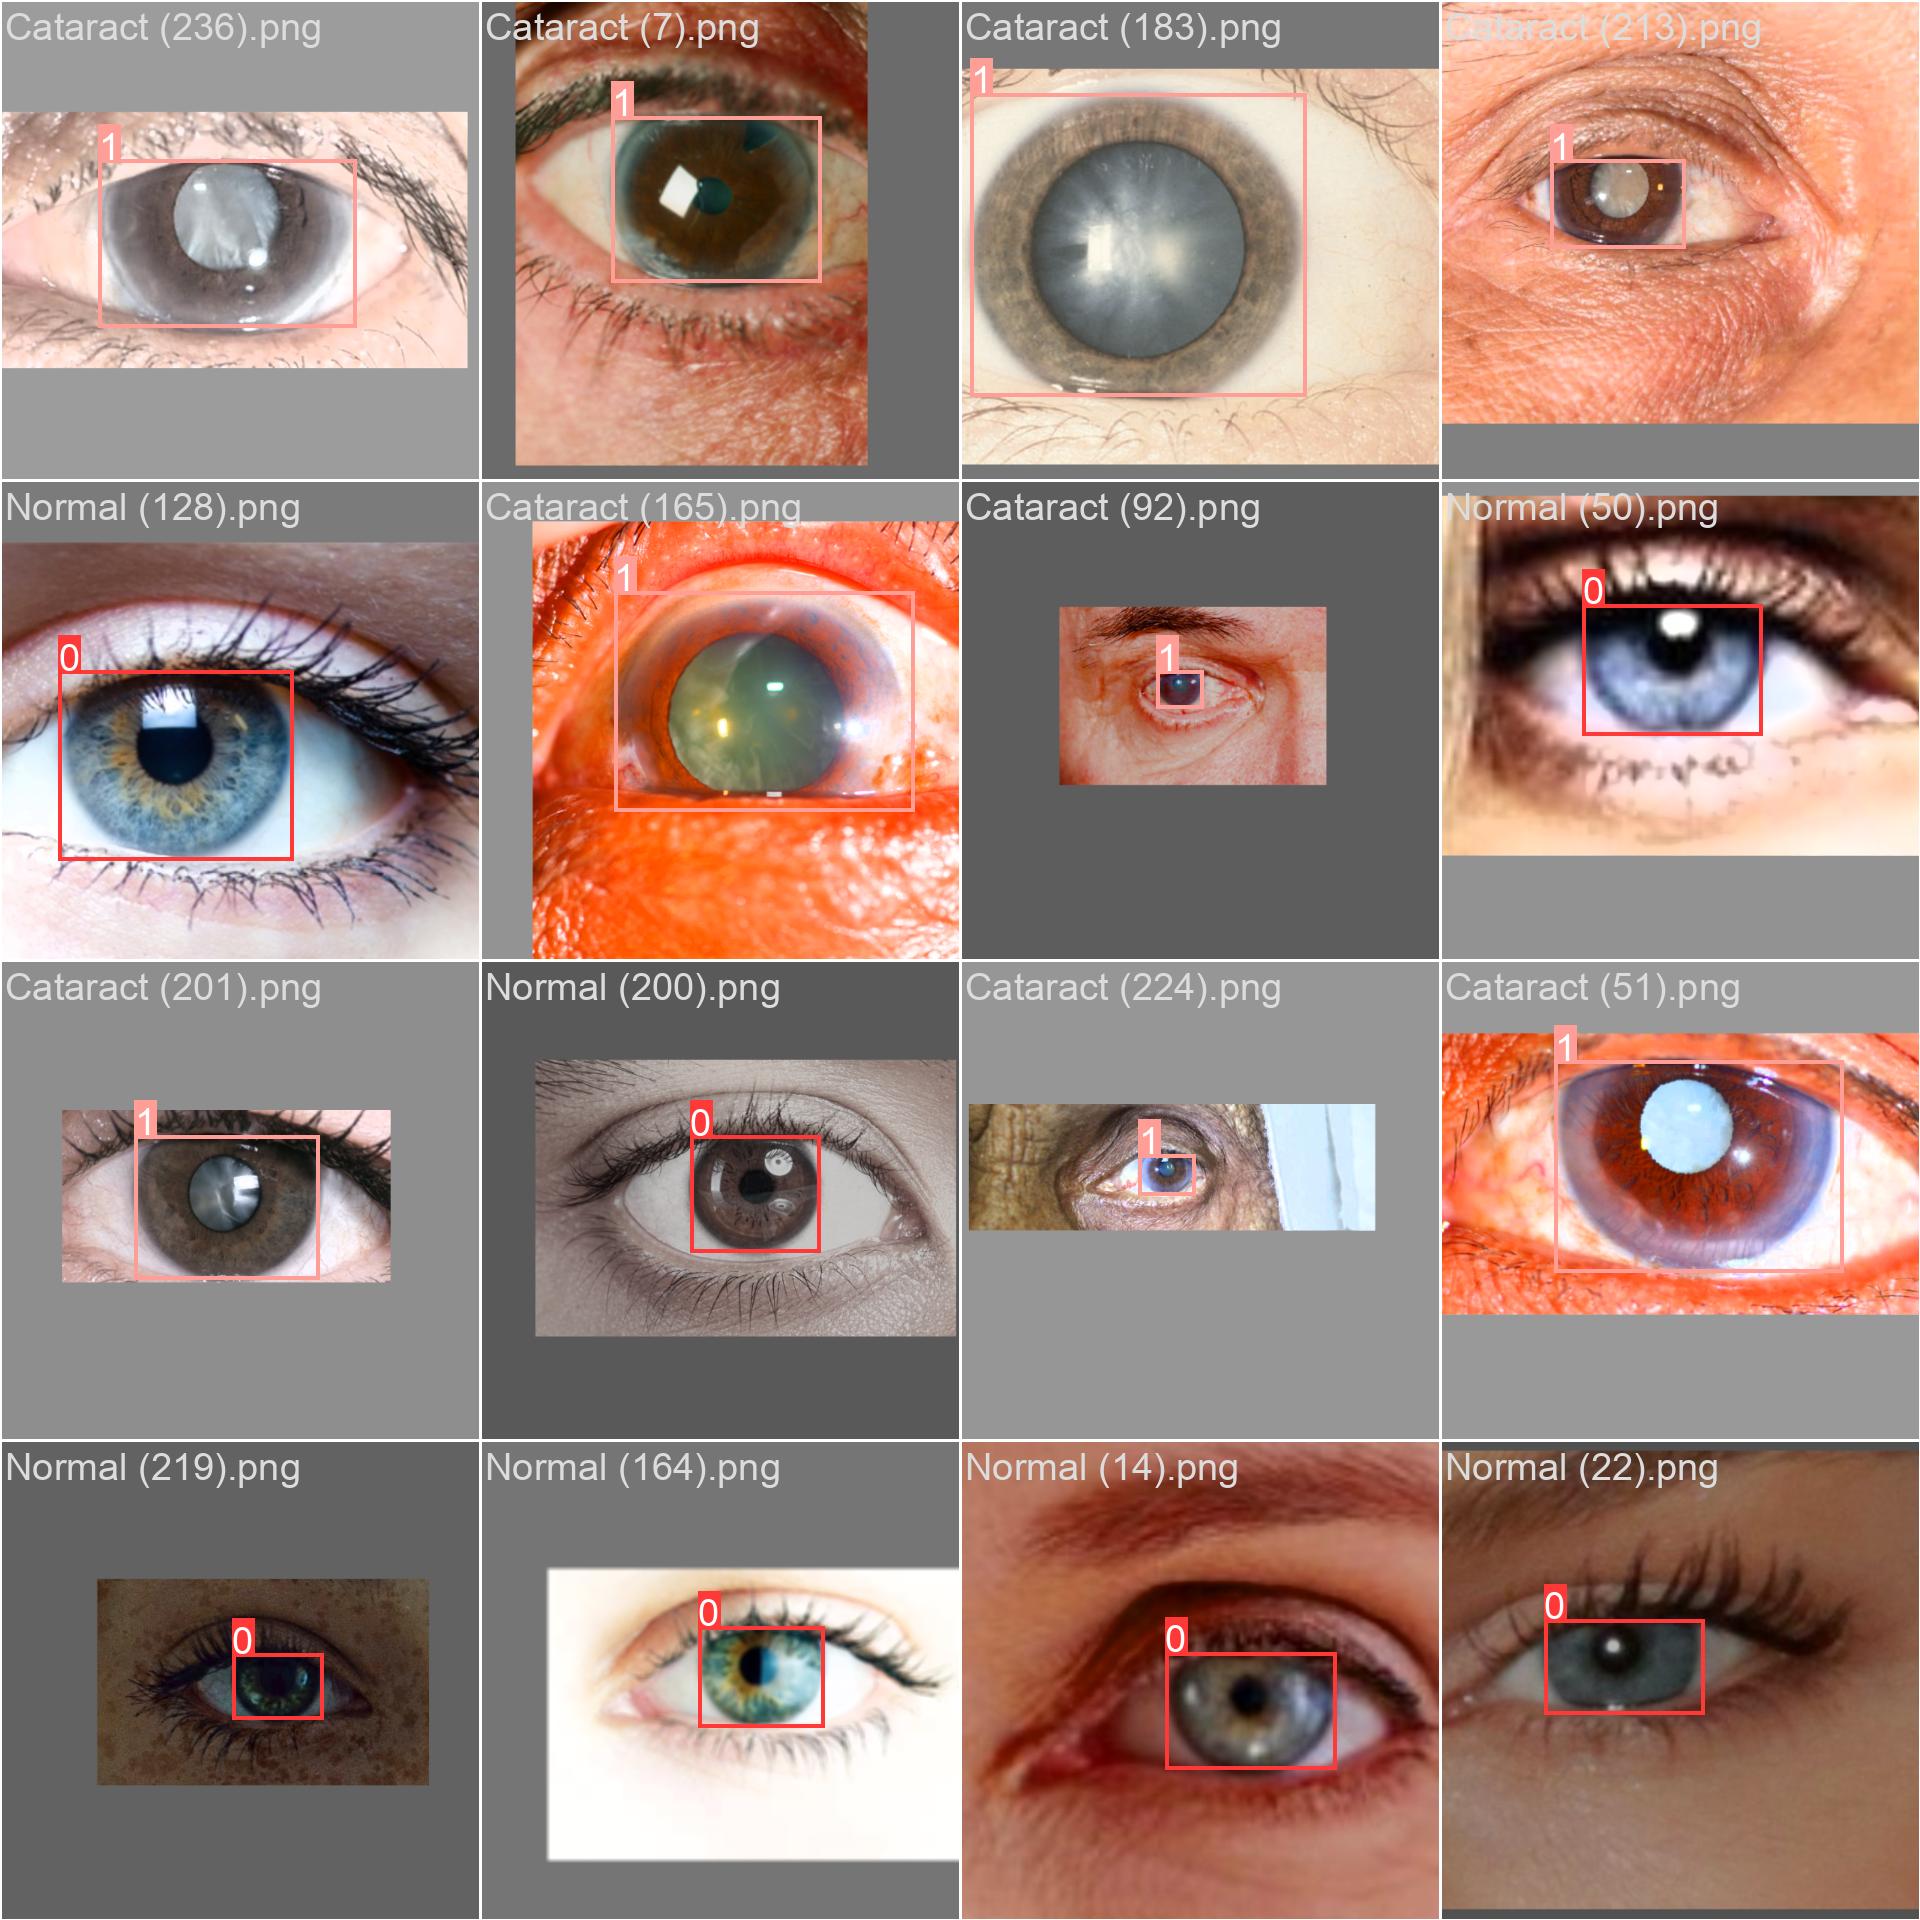 Cataract (236).png
Cataract (7).png
Cataract (183).png
Cataract (213).png
1
1
1
1
Normal (128).png
Cataract (165).png
Cataract (92).png
Normal (50).png
0
1
1
0
Cataract (201).png
Normal (200).png
Cataract (224).png
Cataract (51).png
1
0
1
1
Normal (219).png
Normal (164).png
Normal (14).png
Normal (22).png
0
0
0
0